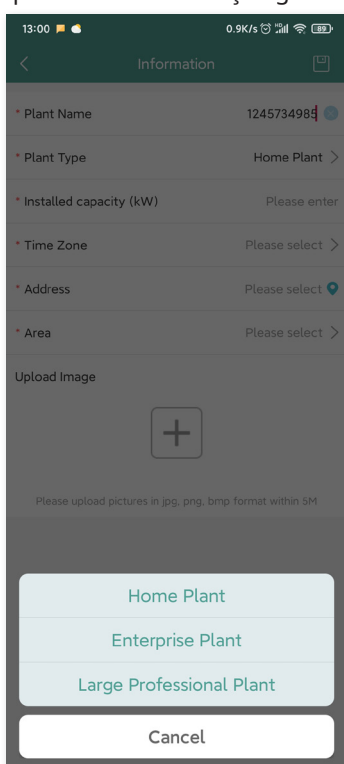 13:00 0.9K/s 89
Information
* Plant Name 1245734985
* Plant Type Home Plant
* Installed capacity (kW) Please enter
* Time Zone Please select
* Address Please select
* Area Please select
Upload Image
Please upload pictures in jpg, png, bmp format within 5M
Home Plant
Enterprise Plant
Large Professional Plant
Cancel